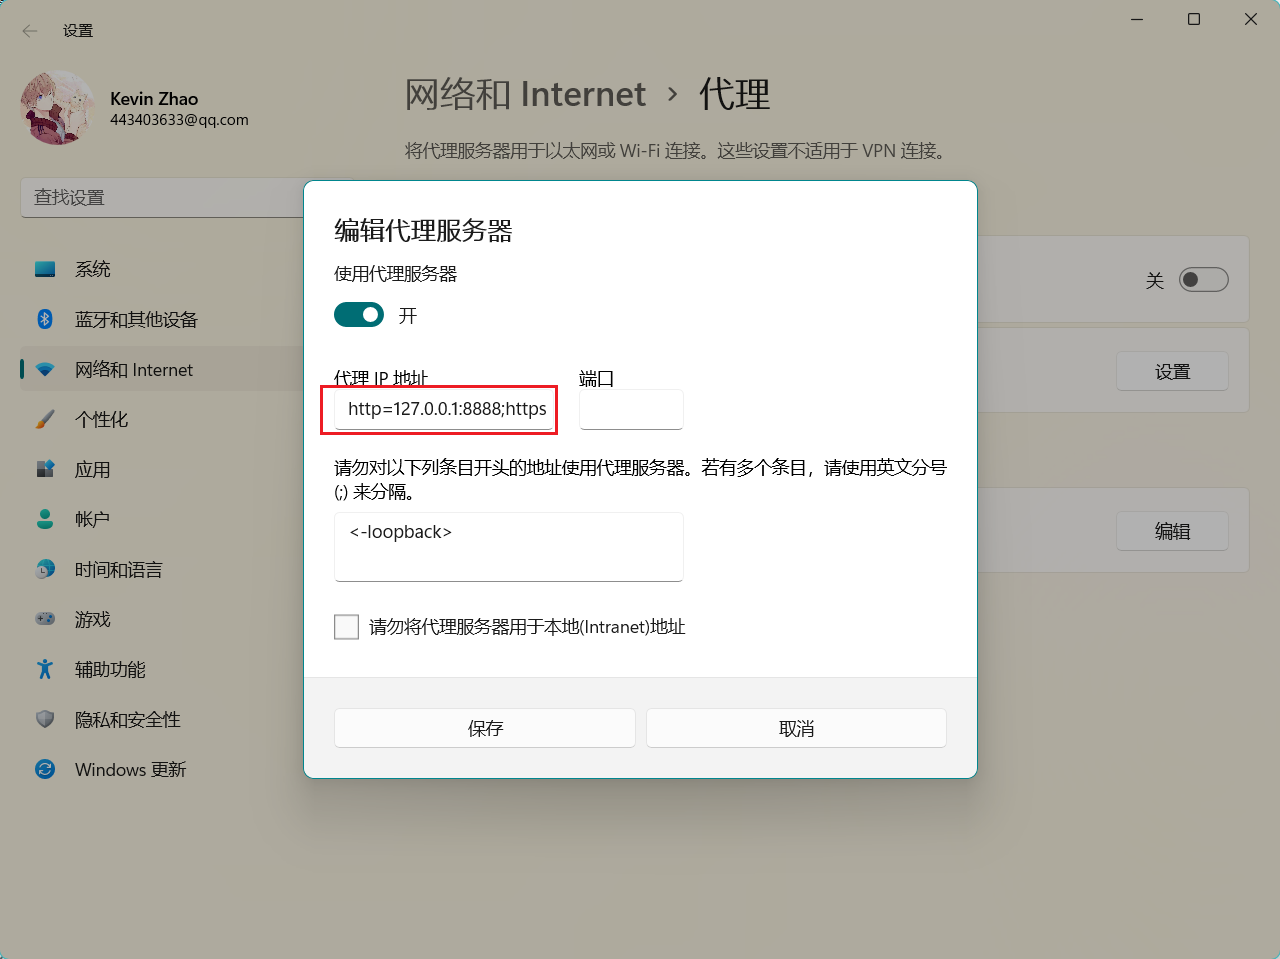 设置
Kevin Zhao
443403633@qq.com
查找设置
系统
蓝牙和其他设备
网络和 Internet
个性化
应用
帐户
时间和语言
游戏
辅助功能
隐私和安全性
Windows 更新
网络和 Internet › 代理
将代理服务器用于以太网或 Wi-Fi 连接。这些设置不适用于 VPN 连接。
关
设置
编辑
编辑代理服务器
使用代理服务器
开
代理 IP 地址
端口
http=127.0.0.1:8888;https
请勿对以下列条目开头的地址使用代理服务器。若有多个条目，请使用英文分号
(;) 来分隔。
<-loopback>
请勿将代理服务器用于本地(Intranet)地址
保存
取消